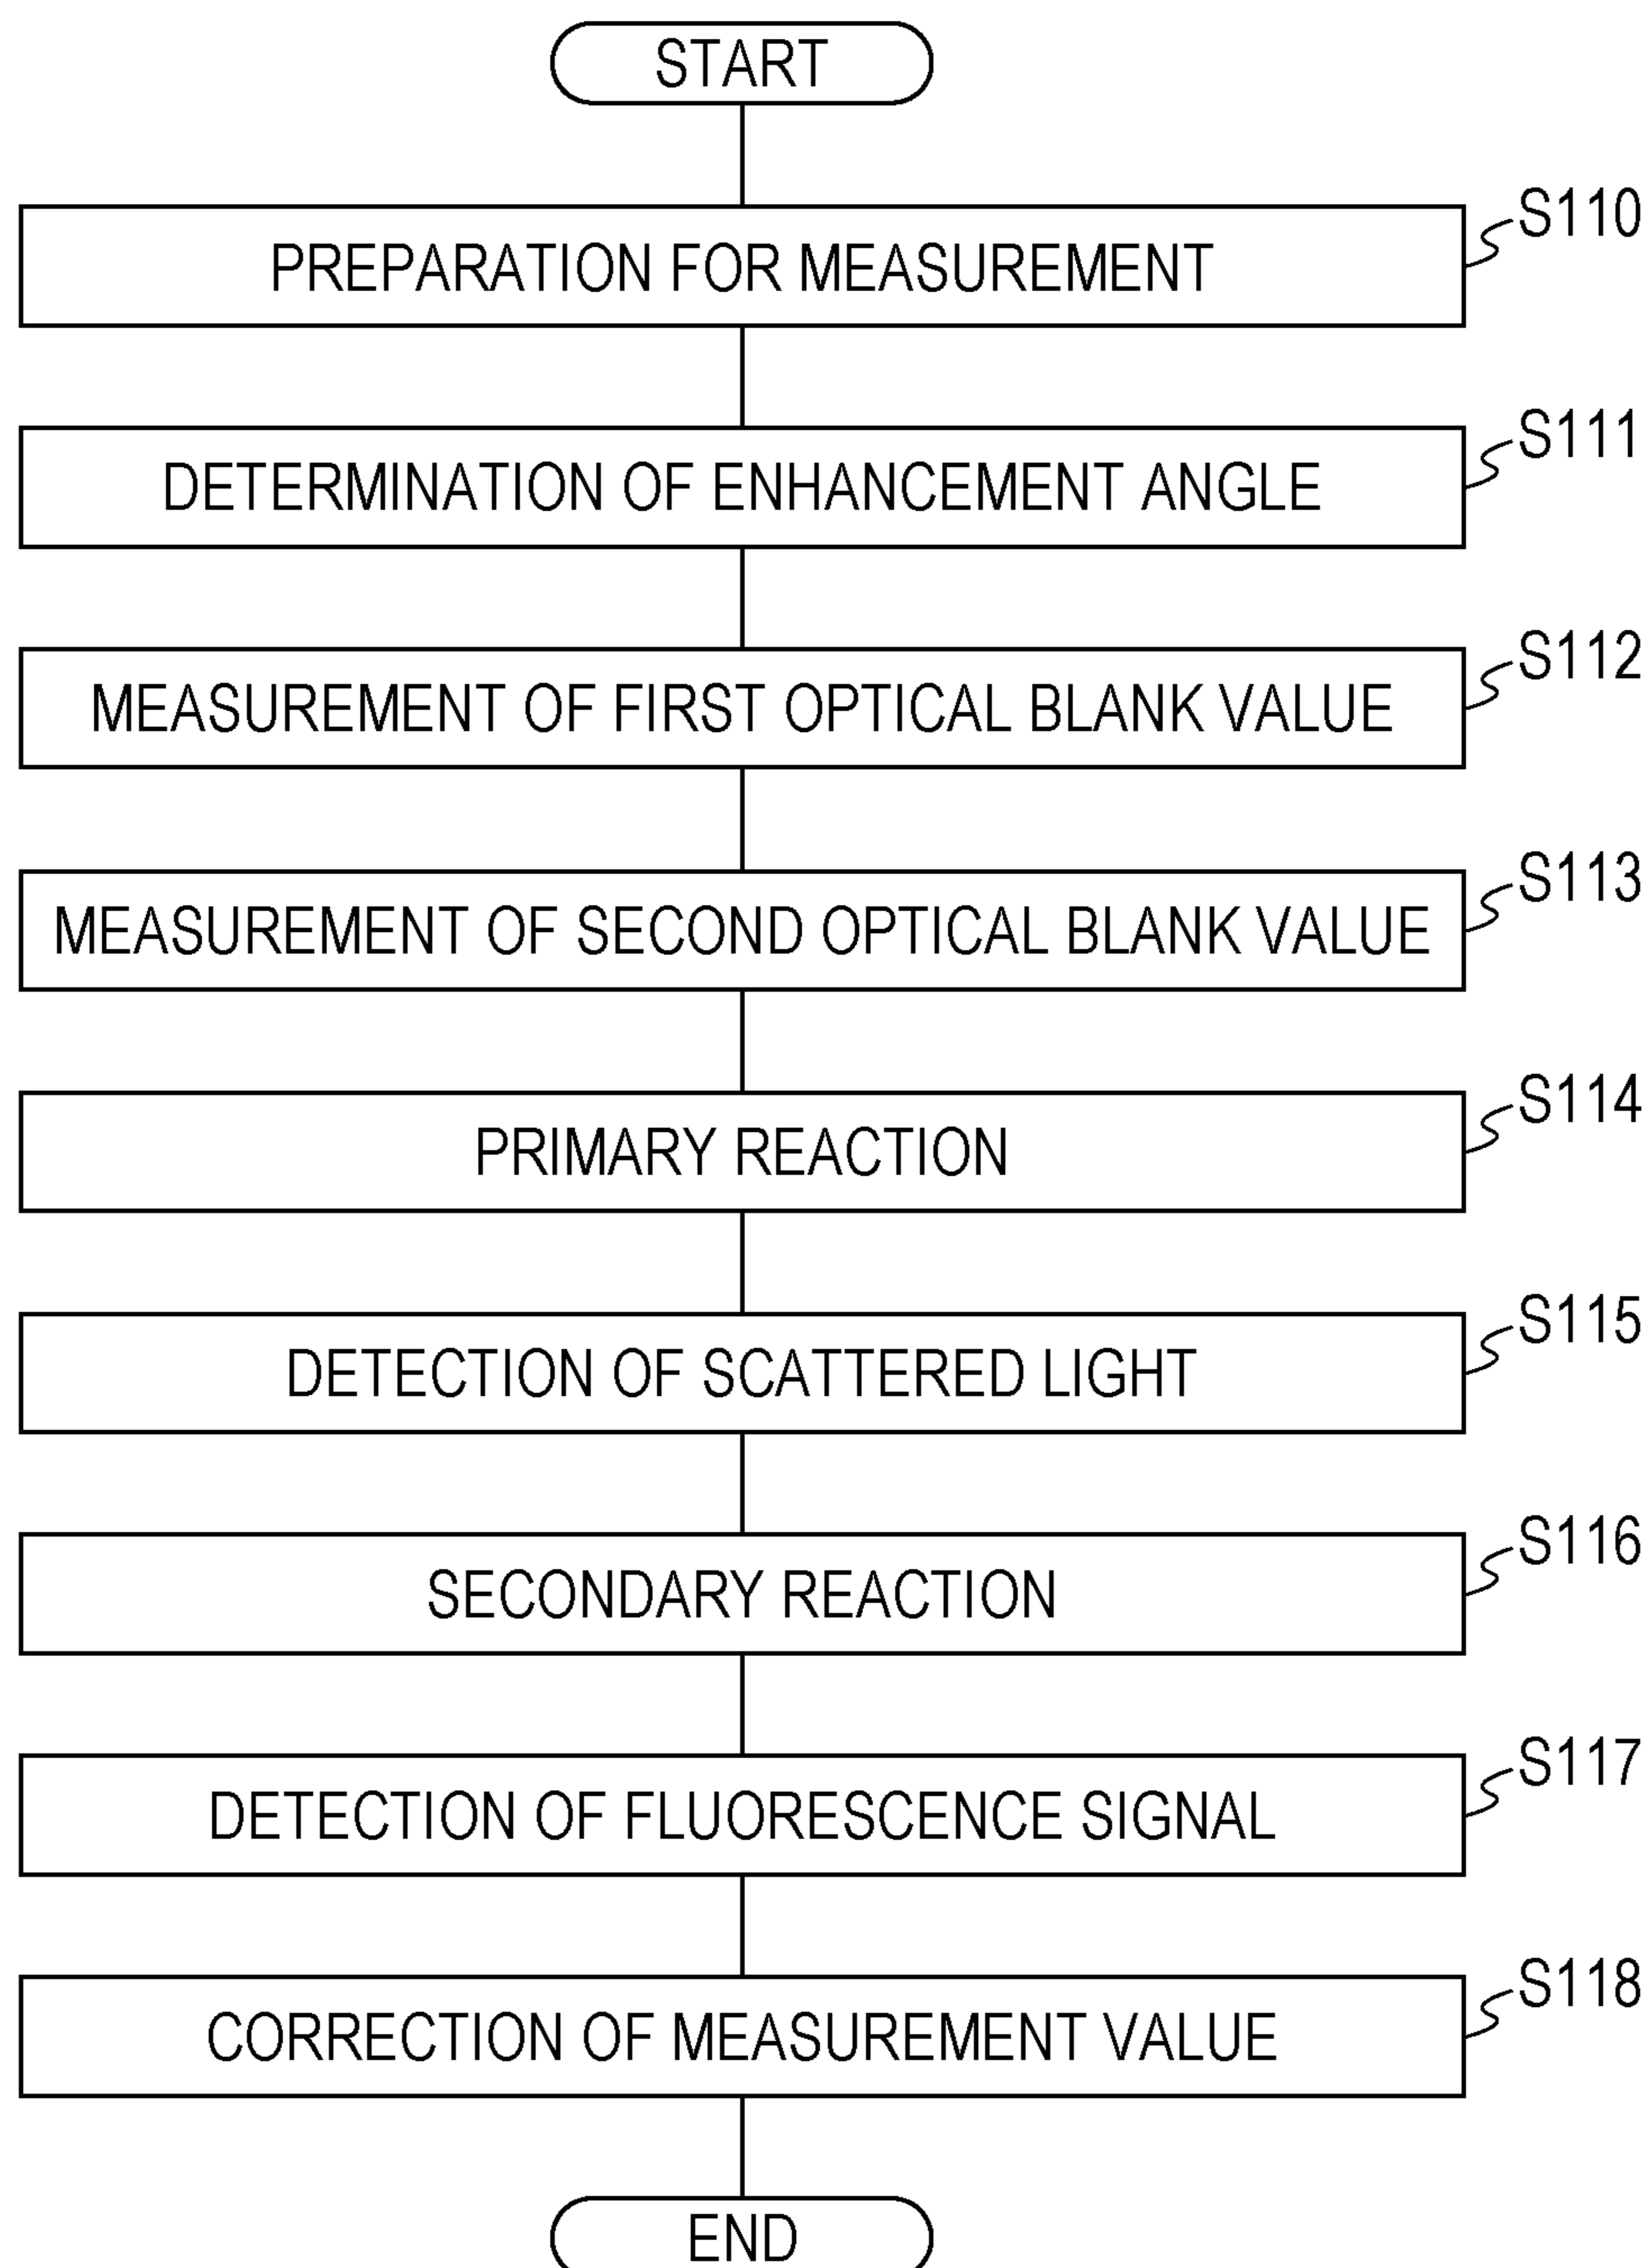 START
S110
PREPARATION FOR MEASUREMENT
S111
DETERMINATION OF ENHANCEMENT ANGLE
S112
MEASUREMENT OF FIRST OPTICAL BLANK VALUE
S113
MEASUREMENT OF SECOND OPTICAL BLANK VALUE
S114
PRIMARY REACTION
S115
DETECTION OF SCATTERED LIGHT
S116
SECONDARY REACTION
S117
DETECTION OF FLUORESCENCE SIGNAL
S118
CORRECTION OF MEASUREMENT VALUE
END